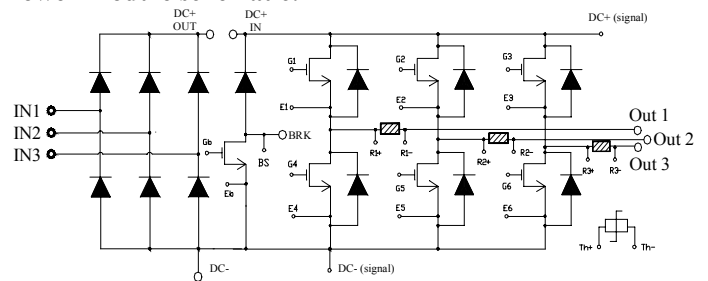 DC+ OUT
DC+ IN
DC+ (signal)
G1
G2
G3
IN1
E1
E2
E3
Out 1
IN2
Gb
BRK
Out 2
IN3
BS
R1+
R1-
R2+
R2-
Out 3
R3+
R3-
G4
G5
G6
Eb
E4
E5
E6
Th+
Th-
DC-
DC- (signal)